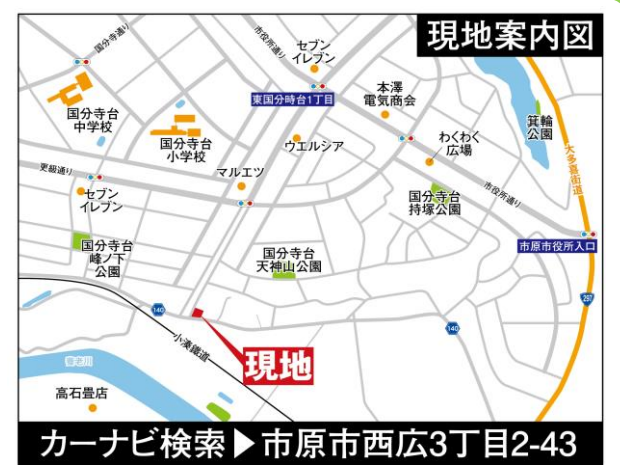 現地案内図
国分寺通り
市役所通り
セブン
イレブン
東国分時台1丁目
本澤
電気商会
箕輪
公園
大多喜街道
国分寺台
中学校
国分寺台
小学校
ウエルシア
わくわく
広場
更級通り
マルエツ
セブン
イレブン
国分寺台
持塚公園
市役所通り
市原市役所入口
国分寺台
峰ノ下
公園
国分寺台
天神山公園
297
140
140
小湊鐵道
現地
養老川
高石畳店
カーナビ検索▶市原市西広3丁目2-43